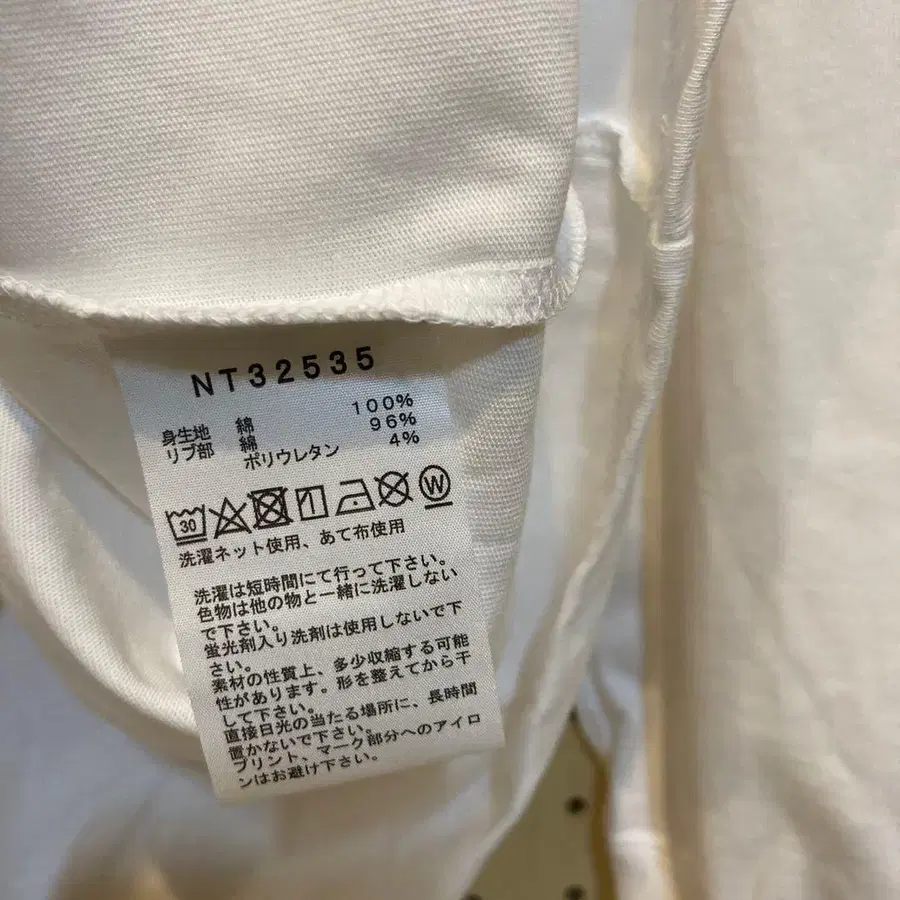 NT32535
身生地 綿 100%
リブ部 綿 96%
ポリウレタン 4%
30 W
洗濯ネット使用、あて布使用
洗濯は短時間にて行って下さい。
色物は他の物と一緒に洗濯しない
で下さい。
蛍光剤入り洗剤は使用しないで下
さい。
素材の性質上、多少収縮する可能
性があります。形を整えてから干
して下さい。
直接日光の当たる場所に、長時間
置かないで下さい。
プリント、マーク部分へのアイロ
ンはお避け下さい。